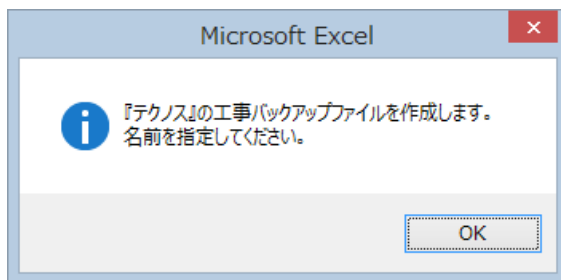 Microsoft Excel
『テクノス』の工事バックアップファイルを作成します。
名前を指定してください。
OK